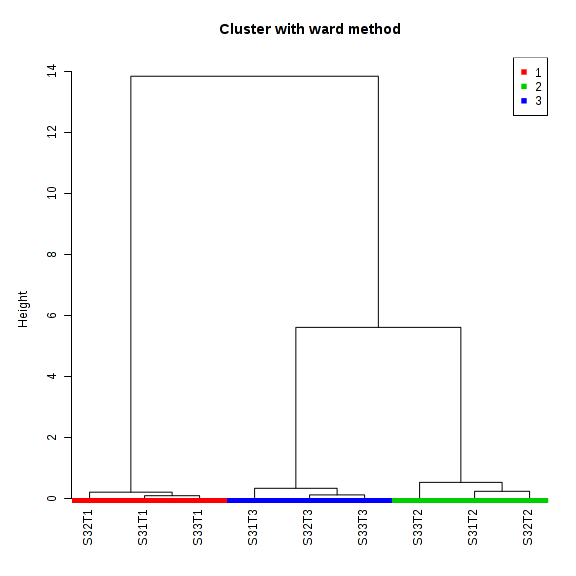 Cluster with ward method
1
2
3
Height
14
12
10
8
6
4
2
0
S32T1
S31T1
S33T1
S31T3
S32T3
S33T3
S33T2
S31T2
S32T2